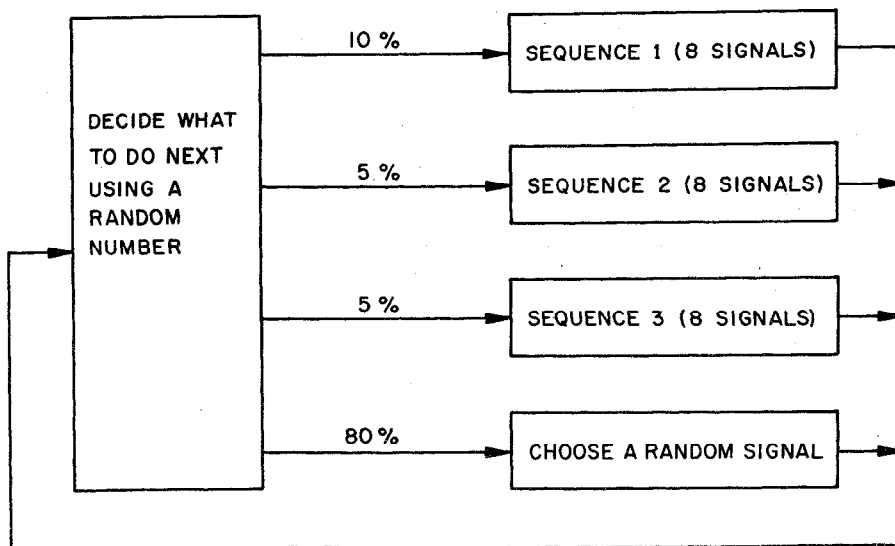 10 %
SEQUENCE 1 (8 SIGNALS)
DECIDE WHAT
TO DO NEXT
USING A
RANDOM
NUMBER
5 %
SEQUENCE 2 (8 SIGNALS)
5 %
SEQUENCE 3 (8 SIGNALS)
80 %
CHOOSE A RANDOM SIGNAL